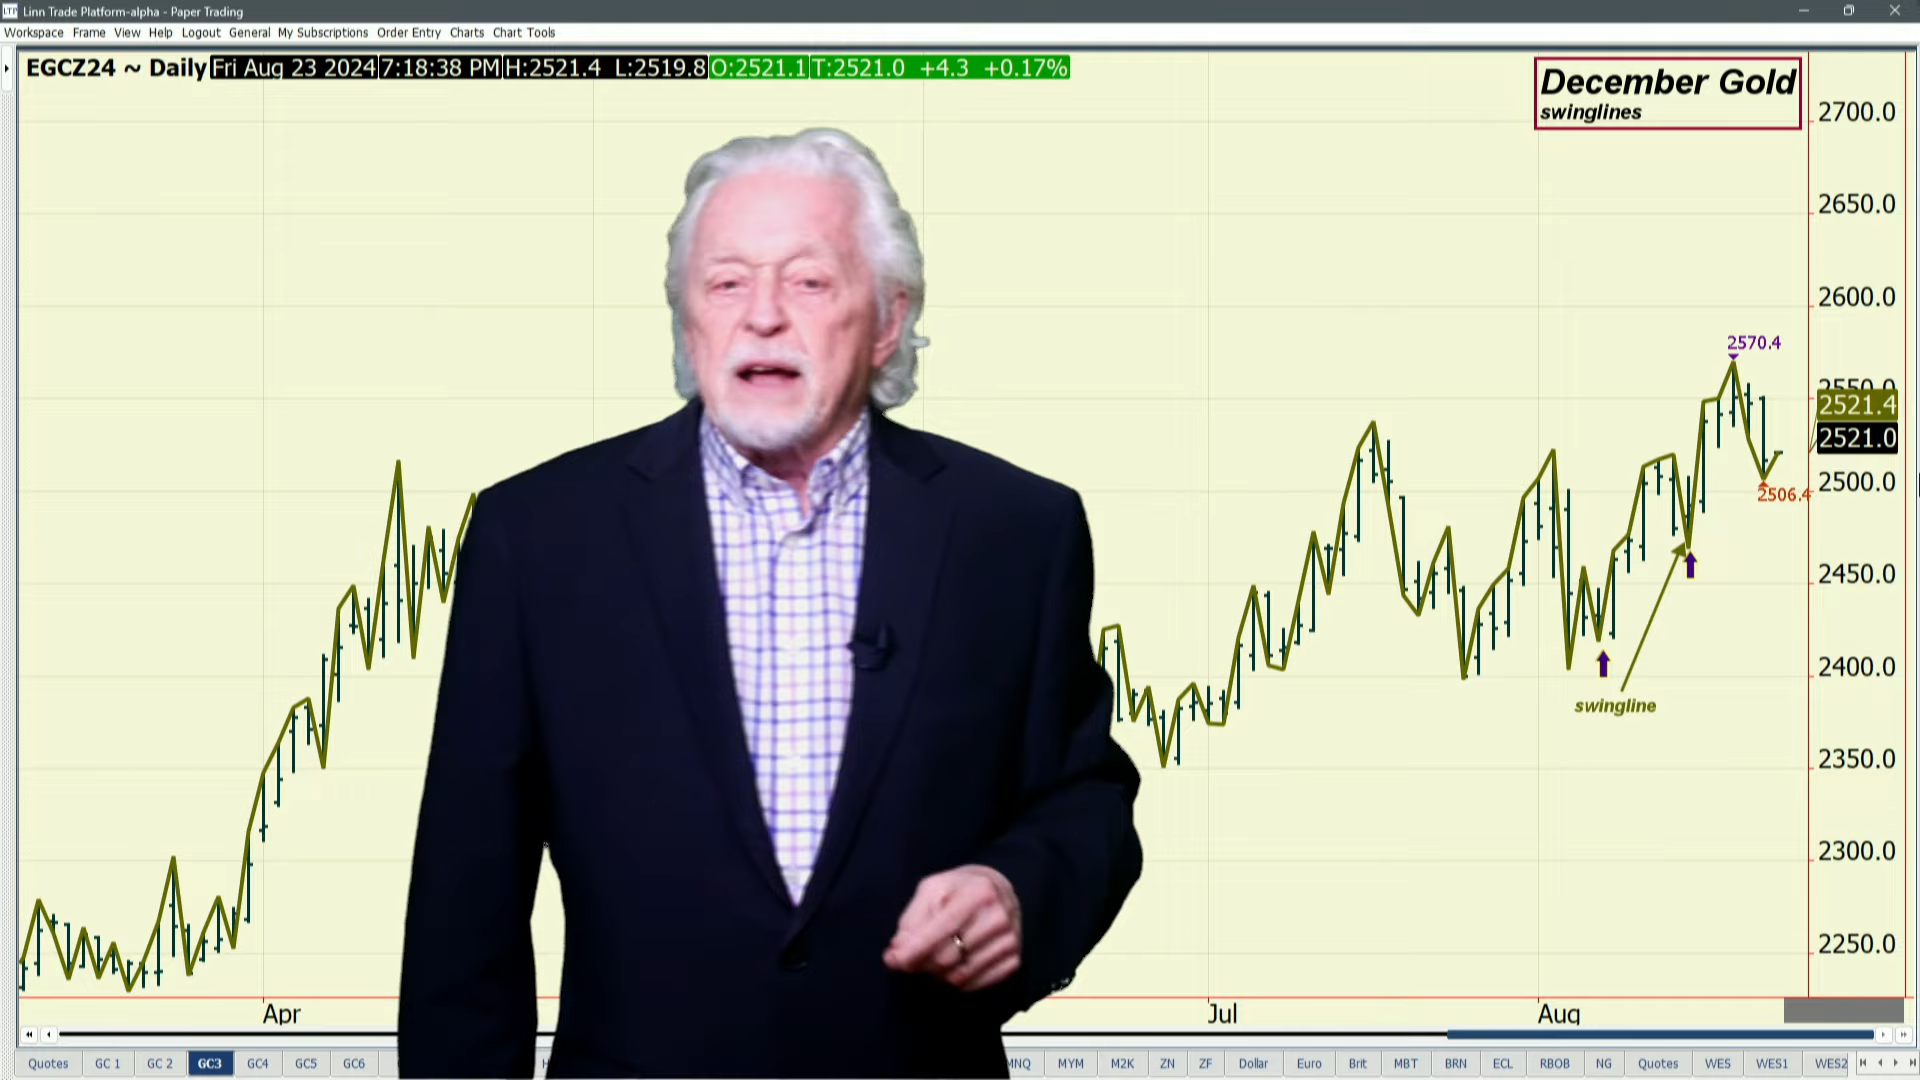 Linn Trade Platform-alpha - Paper Trading
Workspace Frame View Help Logout General My Subscriptions Order Entry Charts Chart Tools
EGCZ24 ~ Daily Fri Aug 23 2024 7:18:38 PM H:2521.4 L:2519.8 O:2521.1 T:2521.0 +4.3 +0.17%
December Gold
swinglines
2700.0
2650.0
2600.0
2570.4
2550.0
2521.4
2521.0
2500.0
2506.4
2450.0
2400.0
swingline
2350.0
2300.0
2250.0
Apr Jul Aug
Quotes GC 1 GC 2 GC3 GC4 GC5 GC6 MNQ MYM M2K ZN ZF Dollar Euro Brit MBT BRN ECL RBOB NG Quotes WES WES1 WES2